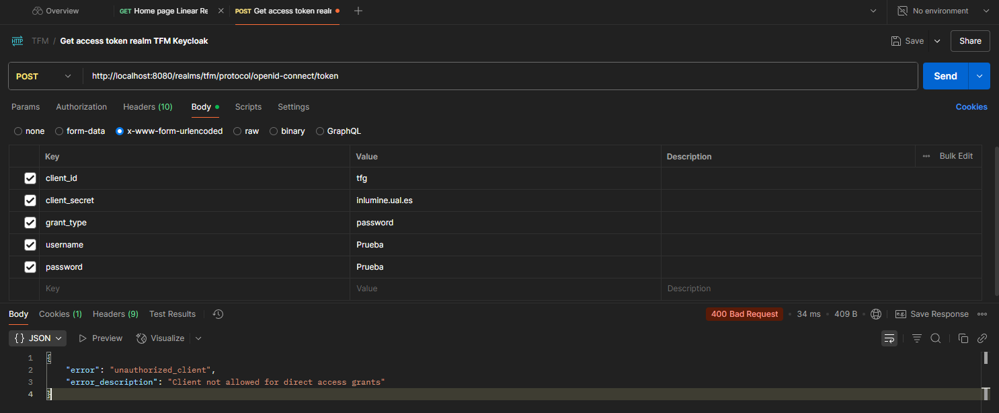 Overview
GET Home page Linear Re
POST Get access token realr
No environment
HTTP TFM / Get access token realm TFM Keycloak
Save
Share
POST
http://localhost:8080/realms/tfm/protocol/openid-connect/token
Send
Params Authorization Headers (10) Body Scripts Settings
Cookies
none form-data x-www-form-urlencoded raw binary GraphQL
Key Value Description Bulk Edit
client_id tfg
client_secret inlumine.ual.es
grant_type password
username Prueba
password Prueba
Key Value Description
Body Cookies (1) Headers (9) Test Results
400 Bad Request 34 ms 409 B e.g. Save Response
{} JSON Preview Visualize
1 {
2 "error": "unauthorized_client",
3 "error_description": "Client not allowed for direct access grants"
4 }